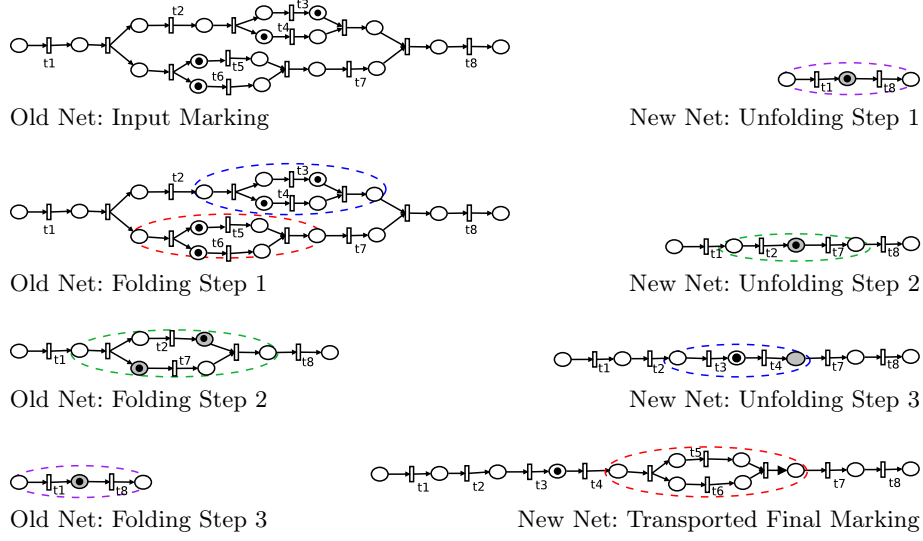 t2 t3
t4
t1 t5 t6 t7 t8
t1 t8
Old Net: Input Marking
New Net: Unfolding Step 1
t2 t3
t4
t1 t5 t6 t7 t8
t1 t2 t7 t8
Old Net: Folding Step 1
New Net: Unfolding Step 2
t1 t2 t7 t8
t1 t2 t3 t4 t7 t8
Old Net: Folding Step 2
New Net: Unfolding Step 3
t1 t8
t1 t2 t3 t4 t5 t6 t7 t8
Old Net: Folding Step 3
New Net: Transported Final Marking